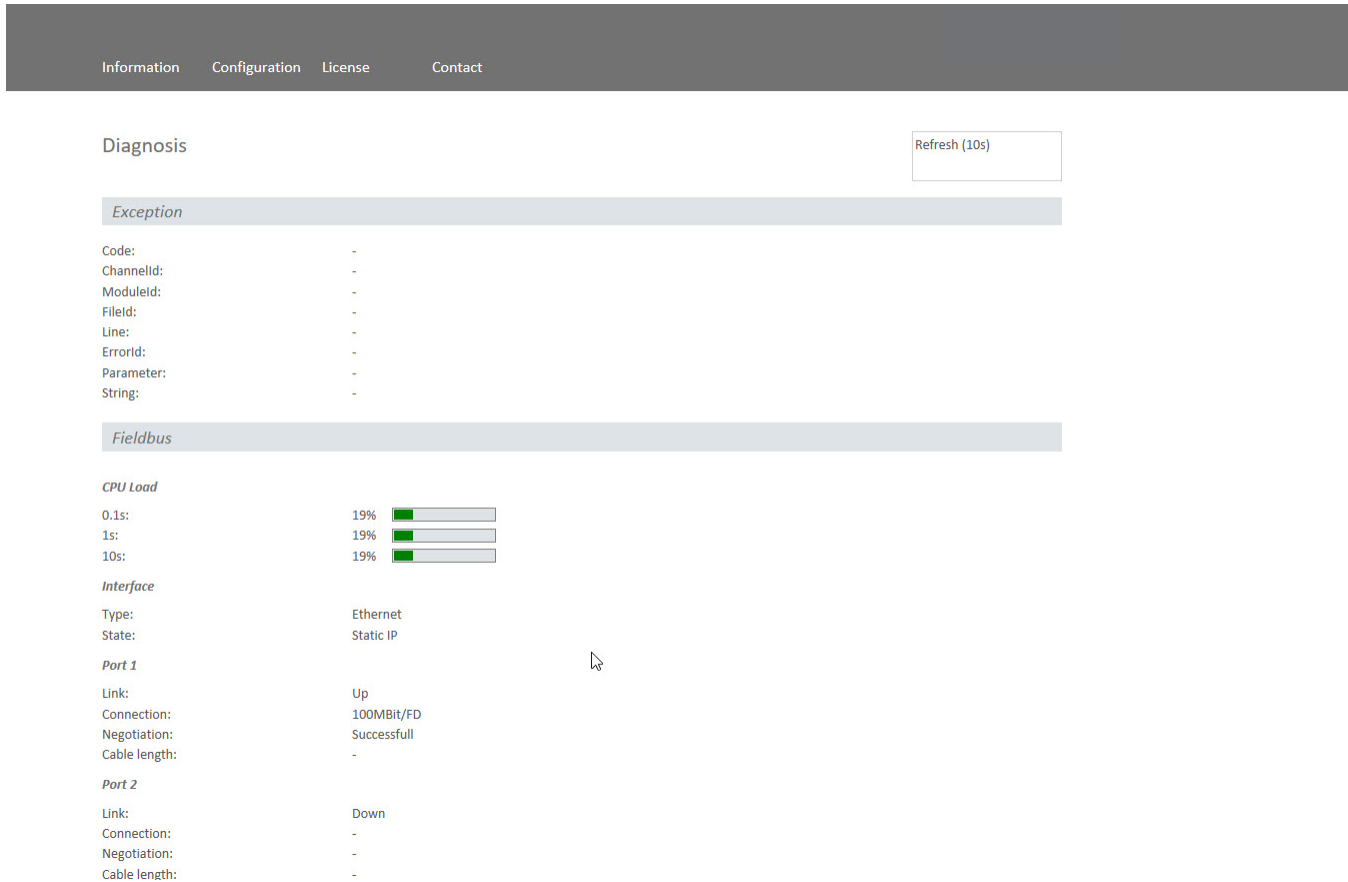 Information Configuration License Contact
Diagnosis
Refresh (10s)
Exception
Code: -
ChannelId: -
ModuleId: -
FileId: -
Line: -
ErrorId: -
Parameter: -
String: -
Fieldbus
CPU Load
0.1s: 19%
1s: 19%
10s: 19%
Interface
Type: Ethernet
State: Static IP
Port 1
Link: Up
Connection: 100MBit/FD
Negotiation: Successfull
Cable length: -
Port 2
Link: Down
Connection: -
Negotiation: -
Cable length: -